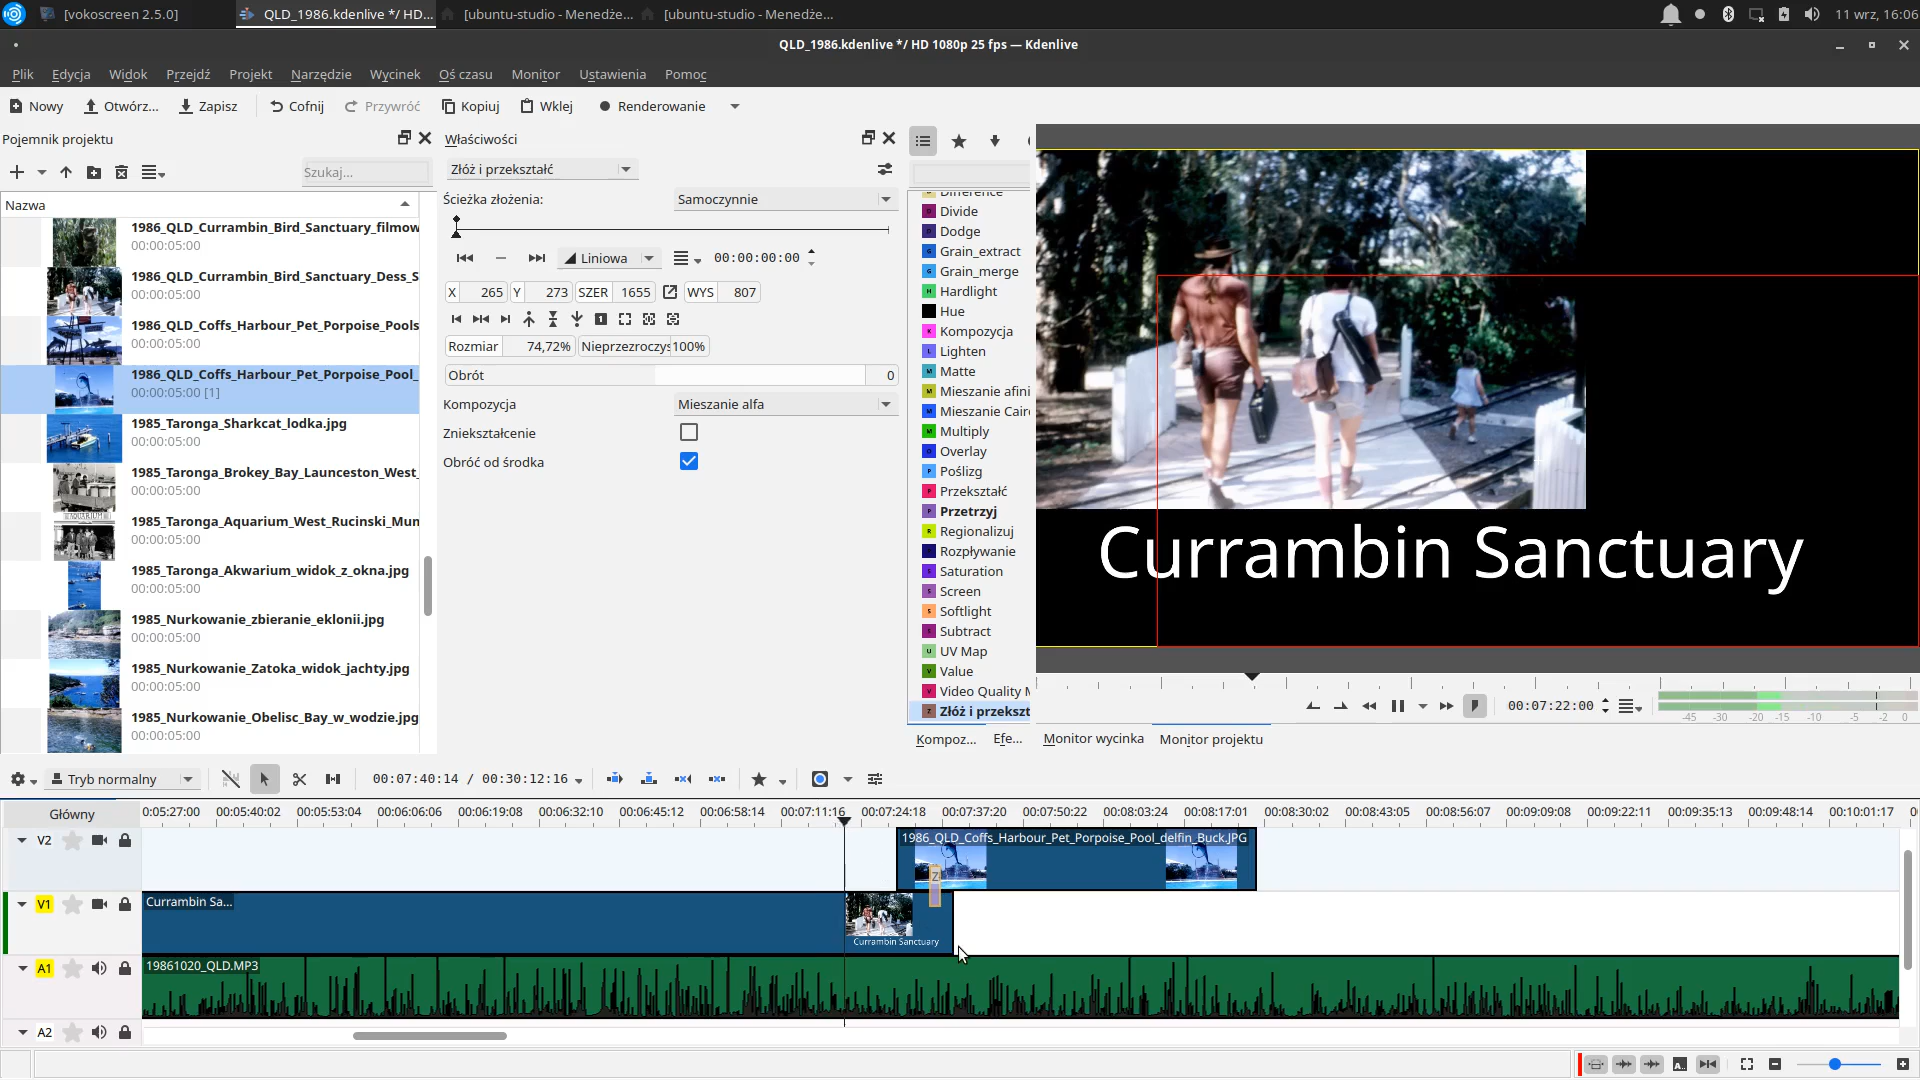 [vokoscreen 2.5.0]
QLD_1986.kdenlive */ HD...
[ubuntu-studio - Menedże...
[ubuntu-studio - Menedże...
11 wrz, 16:06
QLD_1986.kdenlive */ HD 1080p 25 fps — Kdenlive
Plik Edycja Widok Przejdź Projekt Narzędzie Wycinek Oś czasu Monitor Ustawienia Pomoc
Nowy Otwórz... Zapisz Cofnij Przywróć Kopiuj Wklej Renderowanie
Pojemnik projektu
Szukaj...
Nazwa
1986_QLD_Currambin_Bird_Sanctuary_filmow
00:00:05:00
1986_QLD_Currambin_Bird_Sanctuary_Dess_S
00:00:05:00
1986_QLD_Coffs_Harbour_Pet_Porpoise_Pools
00:00:05:00
1986_QLD_Coffs_Harbour_Pet_Porpoise_Pool_
00:00:05:00 [1]
1985_Taronga_Sharkcat_lodka.jpg
00:00:05:00
1985_Taronga_Brokey_Bay_Launceston_West_
00:00:05:00
1985_Taronga_Aquarium_West_Rucinski_Mun
00:00:05:00
1985_Taronga_Akwarium_widok_z_okna.jpg
00:00:05:00
1985_Nurkowanie_zbieranie_eklonii.jpg
00:00:05:00
1985_Nurkowanie_Zatoka_widok_jachty.jpg
00:00:05:00
1985_Nurkowanie_Obelisc_Bay_w_wodzie.jpg
00:00:05:00
Właściwości
Złóż i przekształć
Ścieżka złożenia: Samoczynnie
Liniowa 00:00:00:00
X 265 Y 273 SZER 1655 WYS 807
Rozmiar 74,72% Nieprzezroczys 100%
Obrót 0
Kompozycja Mieszanie alfa
Zniekształcenie
Obróć od środka
Difference
Divide
Dodge
Grain_extract
Grain_merge
Hardlight
Hue
Kompozycja
Lighten
Matte
Mieszanie afini
Mieszanie Cair
Multiply
Overlay
Poślizg
Przekształć
Przetrzyj
Regionalizuj
Rozpływanie
Saturation
Screen
Softlight
Subtract
UV Map
Value
Video Quality M
Złóż i przekszt
Kompoz... Efe...
Currambin Sanctuary
00:07:22:00
-45 -30 -20 -15 -10 -5 -2 0
Monitor wycinka Monitor projektu
Tryb normalny
00:07:40:14 / 00:30:12:16
Główny
0:05:27:00 00:05:40:02 00:05:53:04 00:06:06:06 00:06:19:08 00:06:32:10 00:06:45:12 00:06:58:14 00:07:11:16 00:07:24:18 00:07:37:20 00:07:50:22 00:08:03:24 00:08:17:01 00:08:30:02 00:08:43:05 00:08:56:07 00:09:09:08 00:09:22:11 00:09:35:13 00:09:48:14 00:10:01:17
V2
1986_QLD_Coffs_Harbour_Pet_Porpoise_Pool_delfin_Buck.JPG
V1
Currambin Sa...
Currambin Sanctuary
A1
19861020_QLD.MP3
A2